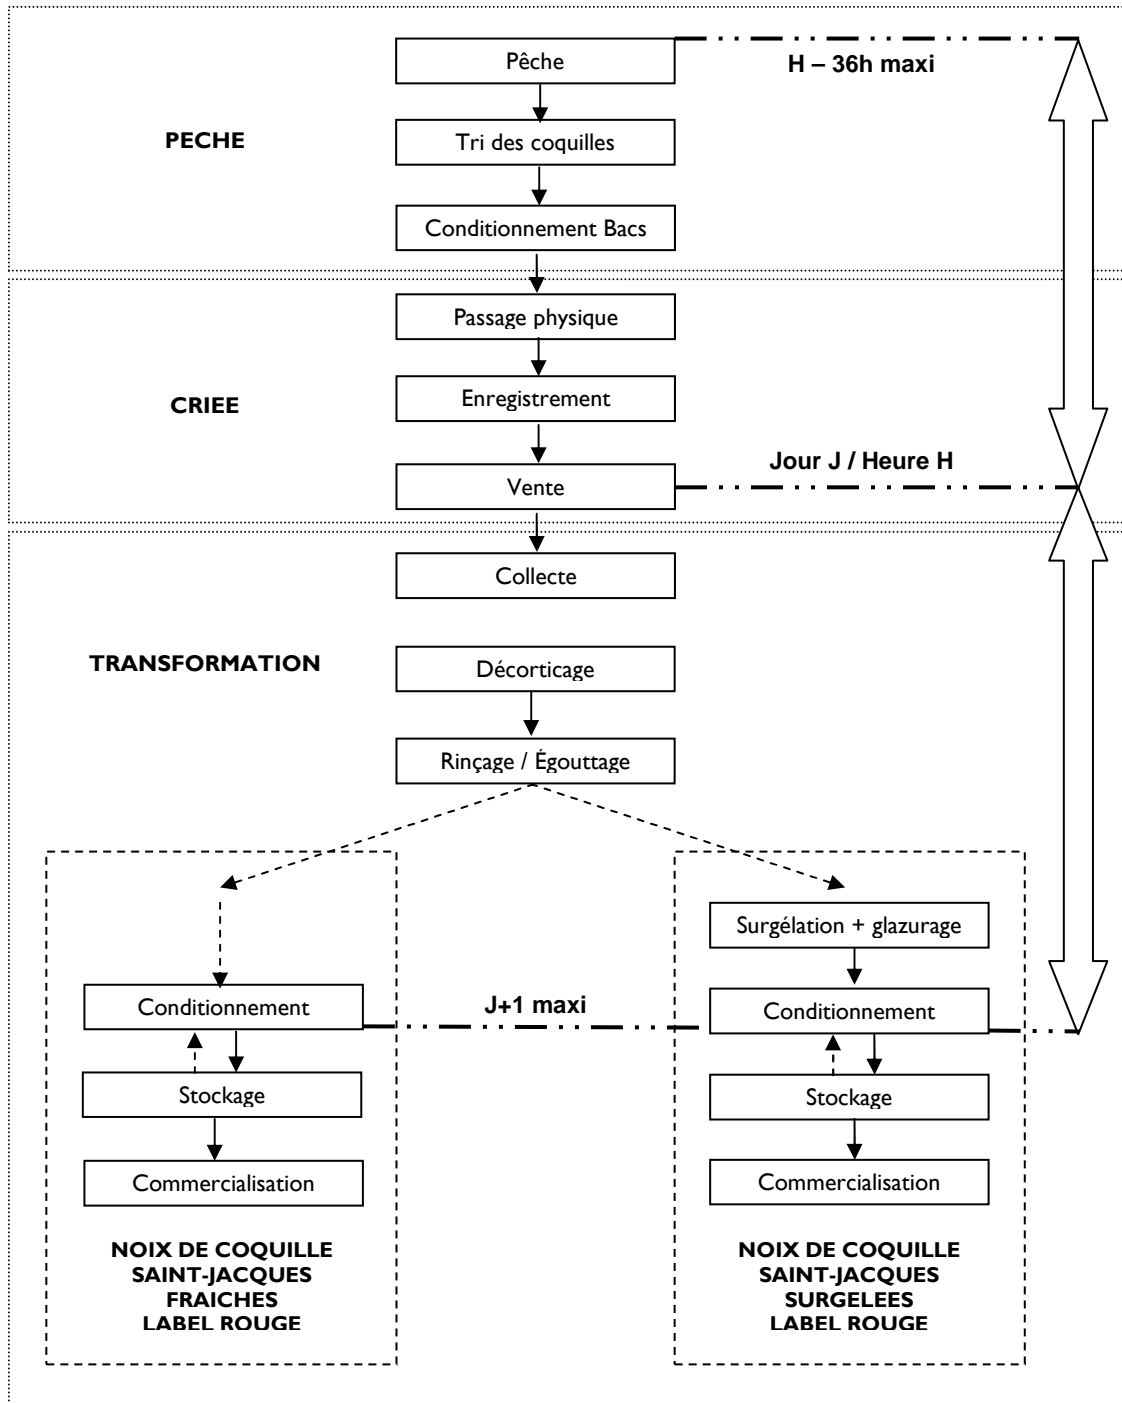 Pêche
H – 36h maxi
PECHE
Tri des coquilles
Conditionnement Bacs
Passage physique
CRIEE
Enregistrement
Jour J / Heure H
Vente
Collecte
TRANSFORMATION
Décorticage
Rinçage / Égouttage
Surgélation + glazurage
Conditionnement
J+1 maxi
Conditionnement
Stockage
Stockage
Commercialisation
Commercialisation
NOIX DE COQUILLE
SAINT-JACQUES
FRAICHES
LABEL ROUGE
NOIX DE COQUILLE
SAINT-JACQUES
SURGELEES
LABEL ROUGE